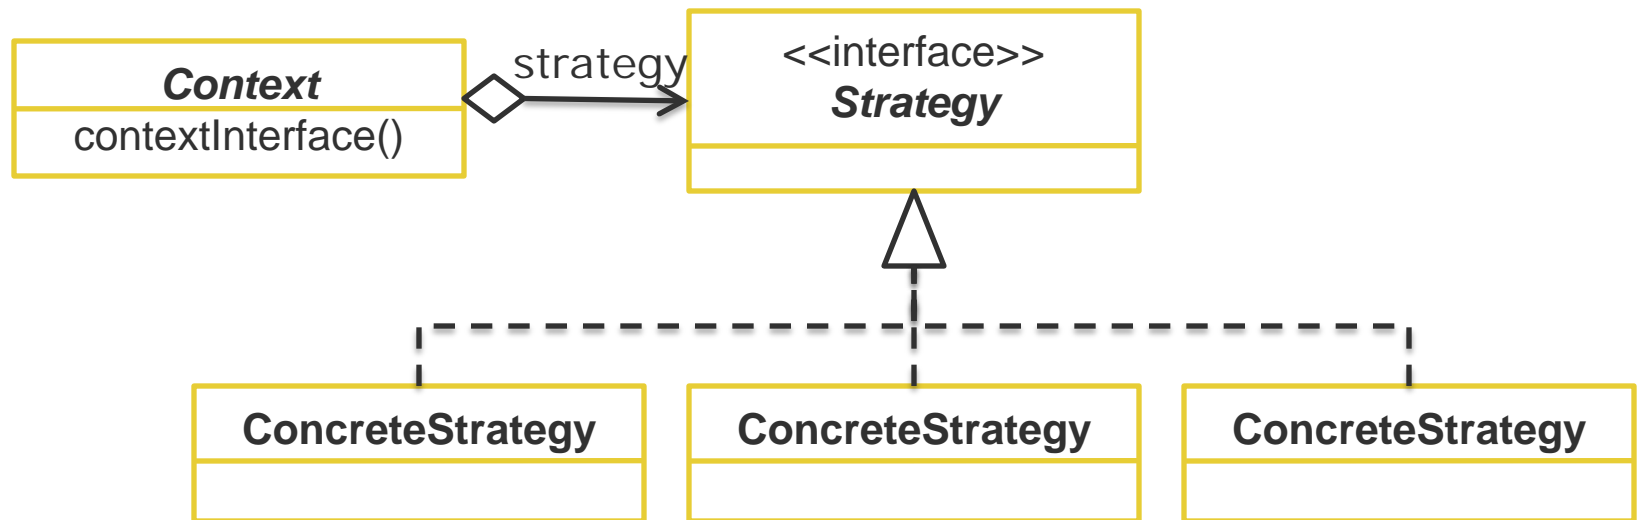 Context
contextInterface()
strategy
<<interface>>
Strategy
ConcreteStrategy
ConcreteStrategy
ConcreteStrategy